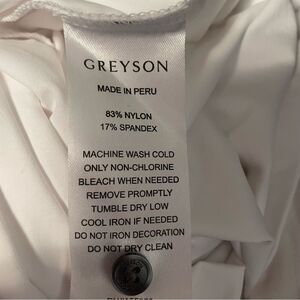 GREYSON
MADE IN PERU
83% NYLON
17% SPANDEX
MACHINE WASH COLD
ONLY NON-CHLORINE
BLEACH WHEN NEEDED
REMOVE PROMPTLY
TUMBLE DRY LOW
COOL IRON IF NEEDED
DO NOT IRON DECORATION
DO NOT DRY CLEAN